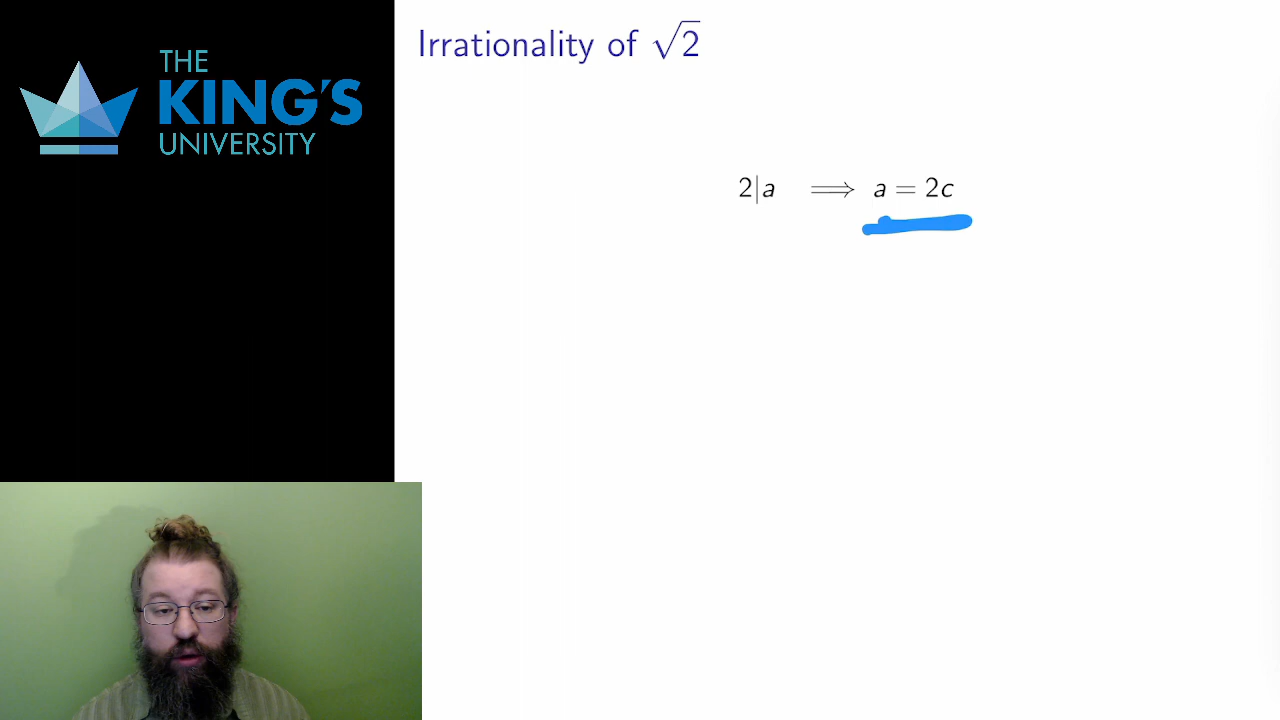 THE
KING'S
UNIVERSITY
Irrationality of √2
2|a ⟹ a = 2c